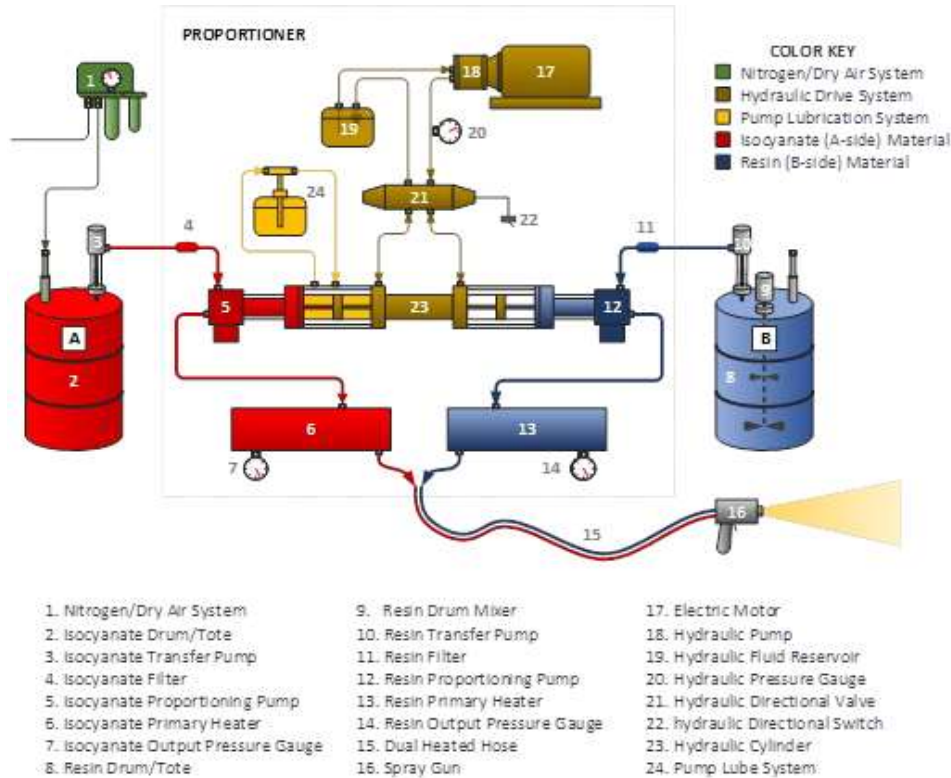 PROPORTIONER
COLOR KEY
Nitrogen/Dry Air System
Hydraulic Drive System
Pump Lubrication System
Isocyanate (A-side) Material
Resin (B-side) Material
1
18
17
19
20
24
21
22
4
11
3
10
9
5
23
12
A
B
2
8
6
13
7
14
16
15
1. Nitrogen/Dry Air System
2. Isocyanate Drum/Tote
3. Isocyanate Transfer Pump
4. Isocyanate Filter
5. Isocyanate Proportioning Pump
6. Isocyanate Primary Heater
7. Isocyanate Output Pressure Gauge
8. Resin Drum/Tote
9. Resin Drum Mixer
10. Resin Transfer Pump
11. Resin Filter
12. Resin Proportioning Pump
13. Resin Primary Heater
14. Resin Output Pressure Gauge
15. Dual Heated Hose
16. Spray Gun
17. Electric Motor
18. Hydraulic Pump
19. Hydraulic Fluid Reservoir
20. Hydraulic Pressure Gauge
21. Hydraulic Directional Valve
22. hydraulic Directional Switch
23. Hydraulic Cylinder
24. Pump Lube System